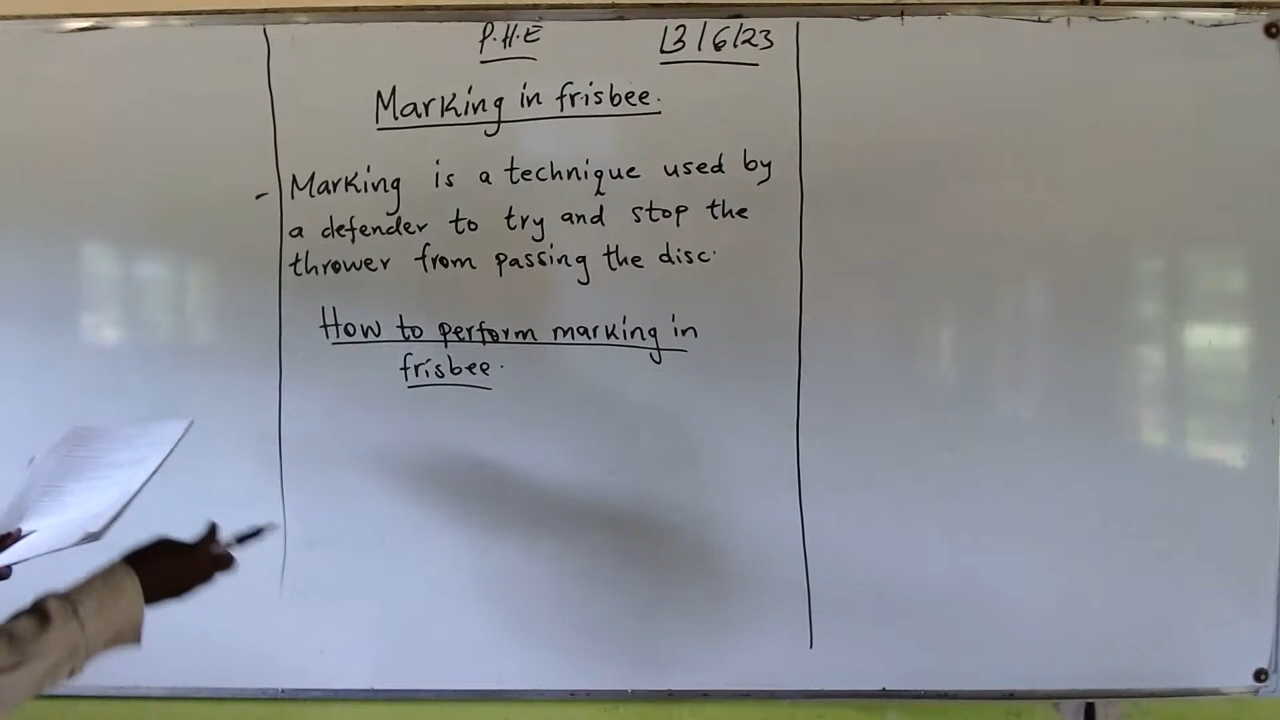 P.H.E 13/6/23
Marking in frisbee.
- Marking is a technique used by
a defender to try and stop the
thrower from passing the disc.
How to perform marking in
frisbee.